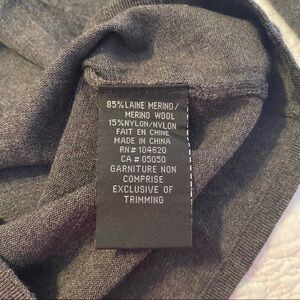 85% LAINE MERINO/
MERINO WOOL
15% NYLON/NYLON
FAIT EN CHINE
MADE IN CHINA
RN# 104620
CA # 05050
GARNITURE NON
COMPRISE
EXCLUSIVE OF
TRIMMING